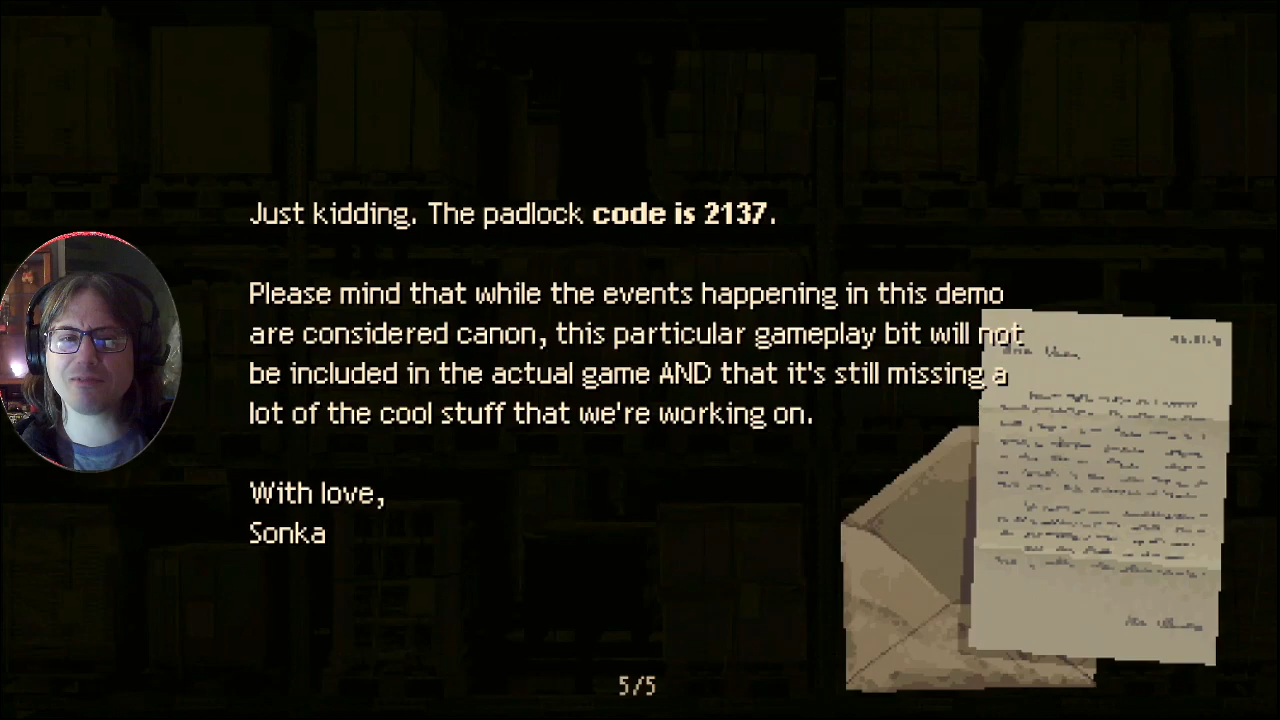 Just kidding. The padlock code is 2137.
Please mind that while the events happening in this demo
are considered canon, this particular gameplay bit will not
be included in the actual game AND that it's still missing a
lot of the cool stuff that we're working on.
With love,
Sonka
5/5